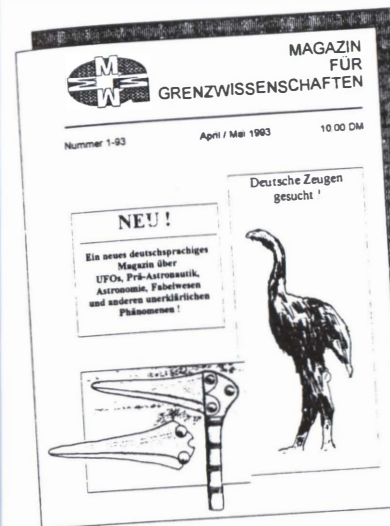 M
W
MAGAZIN
FÜR
GRENZWISSENSCHAFTEN
Nummer 1-93
April / Mai 1993
10.00 DM
Deutsche Zeugen
gesucht !
NEU !
Ein neues deutschsprachiges
Magazin über
UFOs, Prä-Astronautik,
Astronomie, Fabelwesen
und anderen unerklärlichen
Phänomenen !